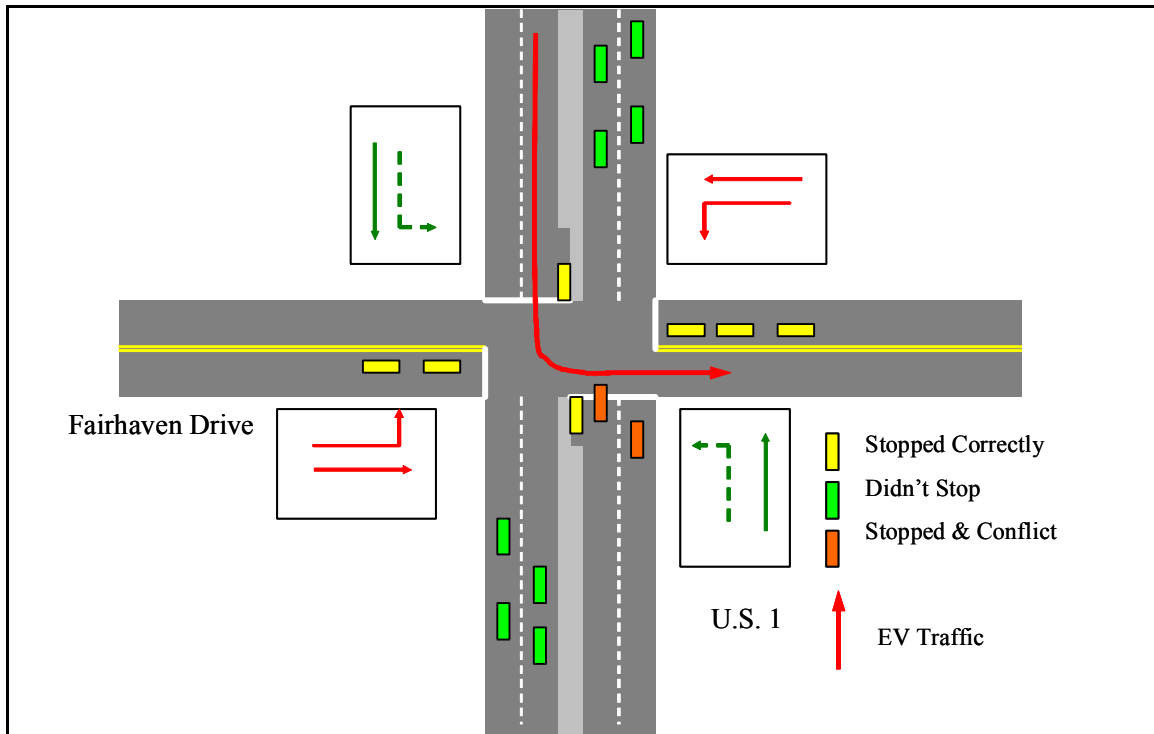 Fairhaven Drive
Stopped Correctly
Didn't Stop
Stopped & Conflict
U.S. 1
EV Traffic